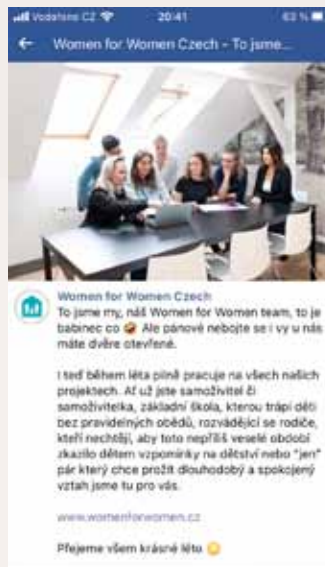 Vodafone CZ 20:41 63 %
Women for Women Czech - To jsme...
Women for Women Czech
To jsme my, náš Women for Women team, to je
babinec co 🤣 Ale pánové nebojte se i vy u nás
máte dveře otevřené.
I teď během léta pilně pracuje na všech našich
projektech. Ať už jste samoživitel či
samoživitelka, základní škola, kterou trápí děti
bez pravidelných obědů, rozvádějící se rodiče,
kteří nechtějí, aby toto nepříliš veselé období
zkazilo dětem vzpomínky na dětství nebo "jen"
pár který chce prožít dlouhodobý a spokojený
vztah jsme tu pro vás.
www.womenforwomen.cz
Přejeme všem krásné léto 😊